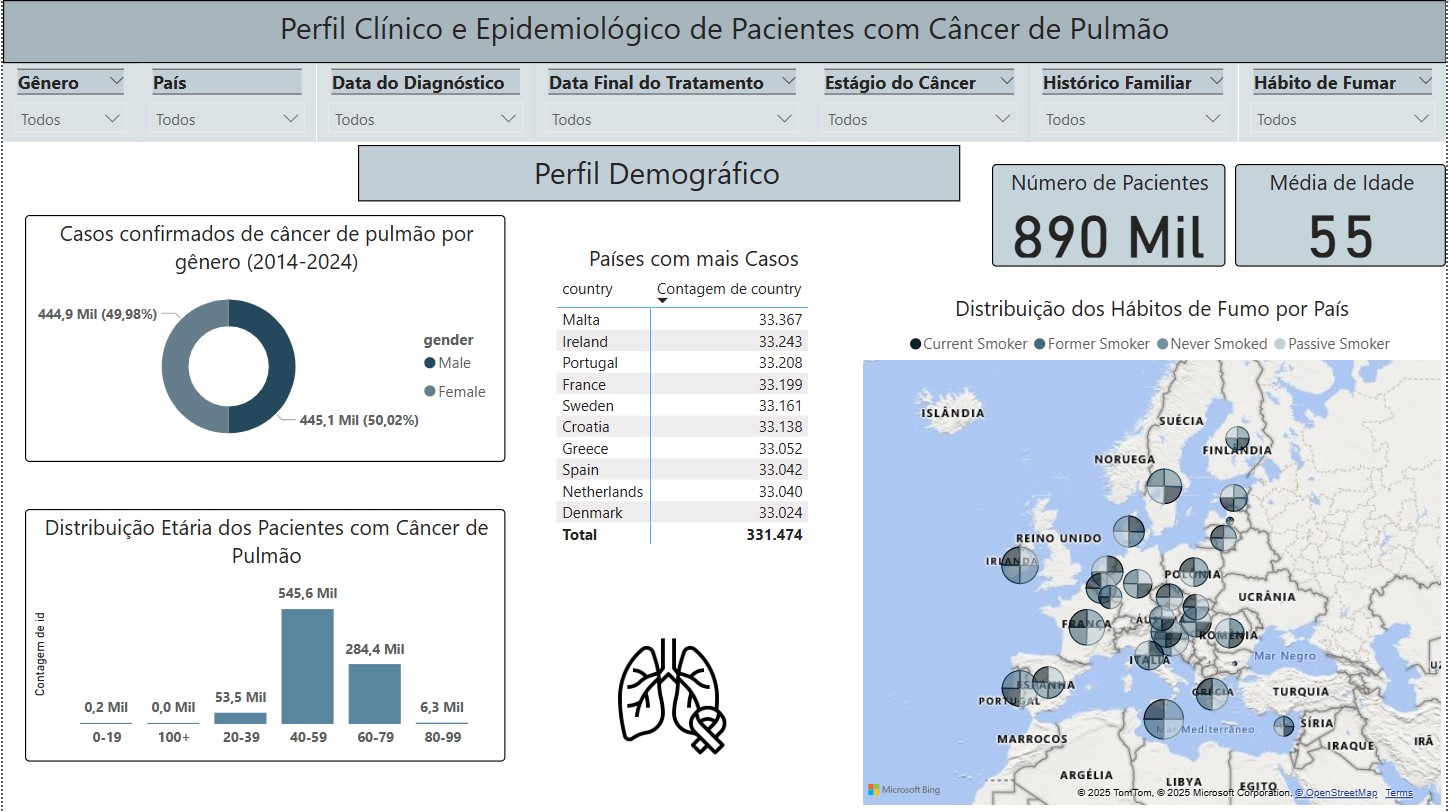 Perfil Clínico e Epidemiológico de Pacientes com Câncer de Pulmão
Gênero
País
Data do Diagnóstico
Data Final do Tratamento
Estágio do Câncer
Histórico Familiar
Hábito de Fumar
Todos
Todos
Todos
Todos
Todos
Todos
Todos
Perfil Demográfico
Número de Pacientes
890 Mil
Média de Idade
55
Casos confirmados de câncer de pulmão por
gênero (2014-2024)
444,9 Mil (49,98%)
445,1 Mil (50,02%)
gender
Male
Female
Distribuição Etária dos Pacientes com Câncer de
Pulmão
Contagem de id
0,2 Mil
0,0 Mil
53,5 Mil
545,6 Mil
284,4 Mil
6,3 Mil
0-19
100+
20-39
40-59
60-79
80-99
Países com mais Casos
country Contagem de country
Malta 33.367
Ireland 33.243
Portugal 33.208
France 33.199
Sweden 33.161
Croatia 33.138
Greece 33.052
Spain 33.042
Netherlands 33.040
Denmark 33.024
Total 331.474
Distribuição dos Hábitos de Fumo por País
Current Smoker Former Smoker Never Smoked Passive Smoker
ISLÂNDIA
SUÉCIA
FINLÂNDIA
NORUEGA
REINO UNIDO
IRLANDA
POLÔNIA
UCRÂNIA
FRANÇA
ROMÊNIA
ITÁLIA
Mar Negro
ESPANHA
PORTUGAL
GRÉCIA
TURQUIA
Mar Mediterrâneo
SÍRIA
MARROCOS
IRAQUE
IRÃ
ARGÉLIA
LIBYA
EGITO
Microsoft Bing
© 2025 TomTom, © 2025 Microsoft Corporation, © OpenStreetMap Terms